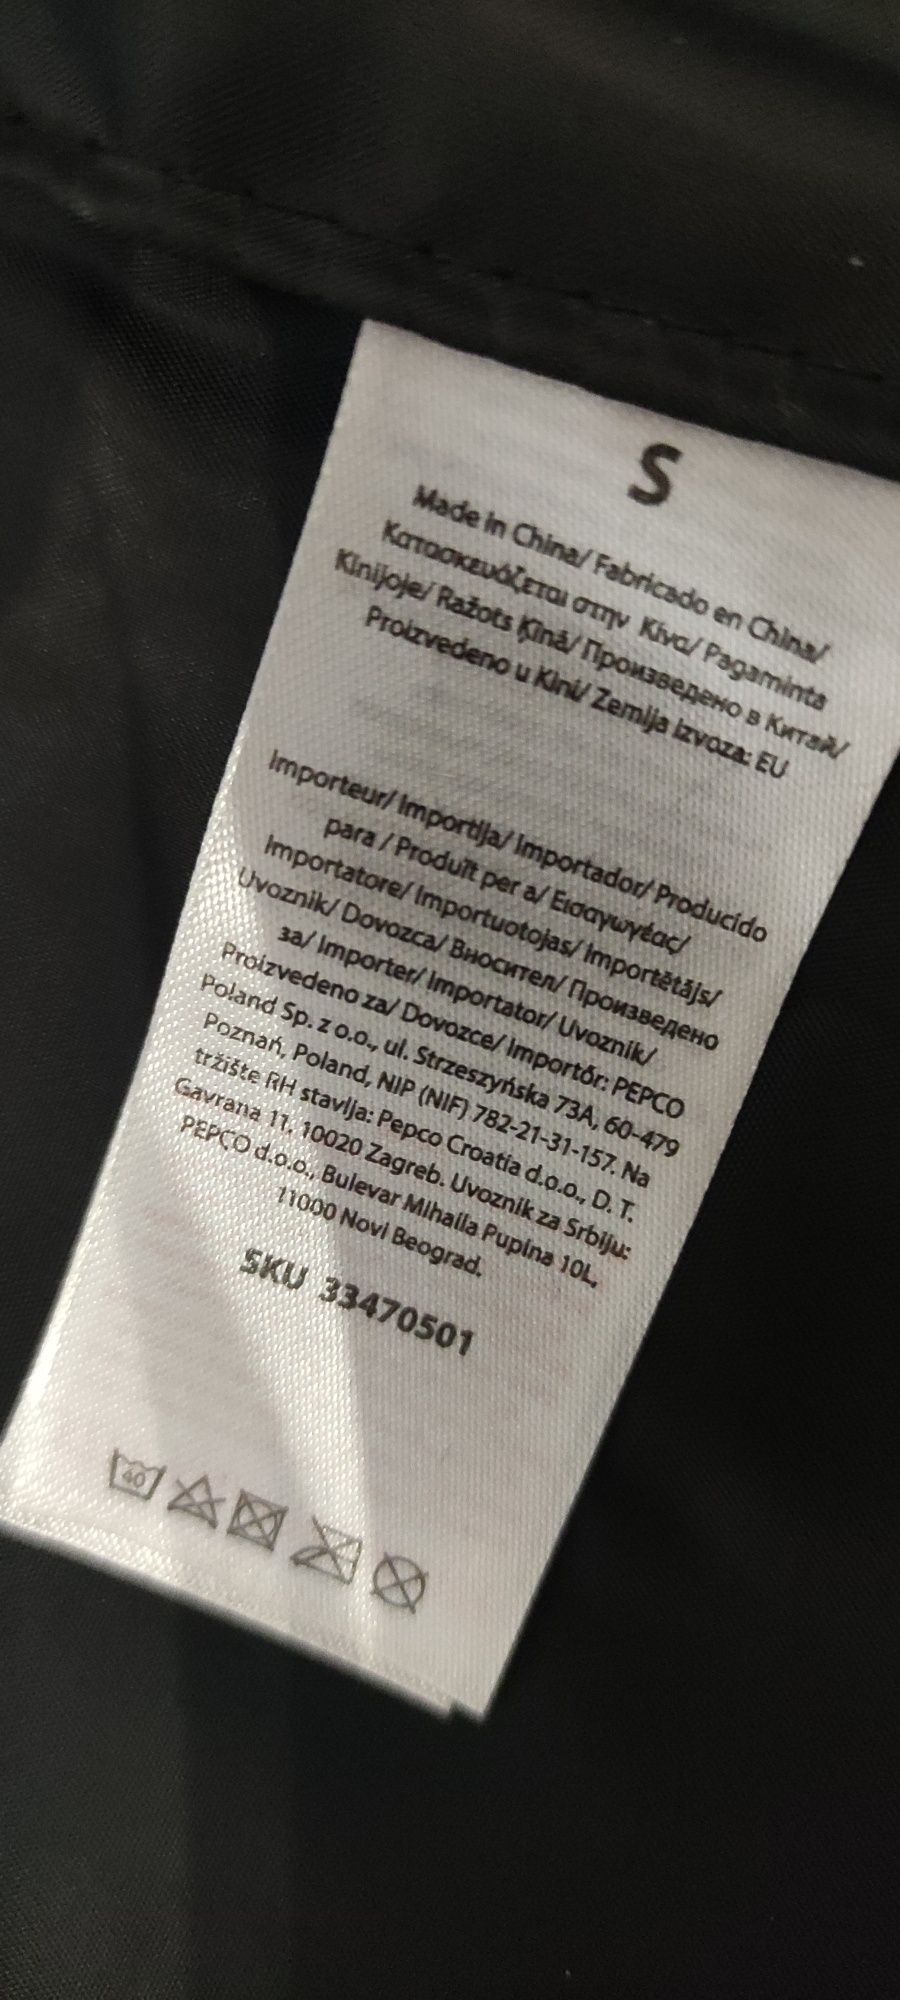 S
Made in China/ Fabricado en China/
Κατασκευάζεται στην Κίνα/ Pagaminta
Kinijoje/ Ražots Ķīnā/ Произведено в Китай/
Proizvedeno u Kini/ Zemlja izvoza: EU
Importeur/ Importija/ Importador/ Producido
para / Produït per a/ Εισαγωγέας/
Importatore/ Importuotojas/ Importētājs/
Uvoznik/ Dovozca/ Вносител/ Произведено
за/ Importer/ Importator/ Uvoznik/
Proizvedeno za/ Dovozce/ Importőr: PEPCO
Poland Sp. z o.o., ul. Strzeszyńska 73A, 60-479
Poznań, Poland, NIP (NIF) 782-21-31-157. Na
tržište RH stavlja: Pepco Croatia d.o.o., D. T.
Gavrana 11, 10020 Zagreb. Uvoznik za Srbiju:
PEPCO d.o.o., Bulevar Mihaila Pupina 10L,
11000 Novi Beograd.
SKU 33470501
40